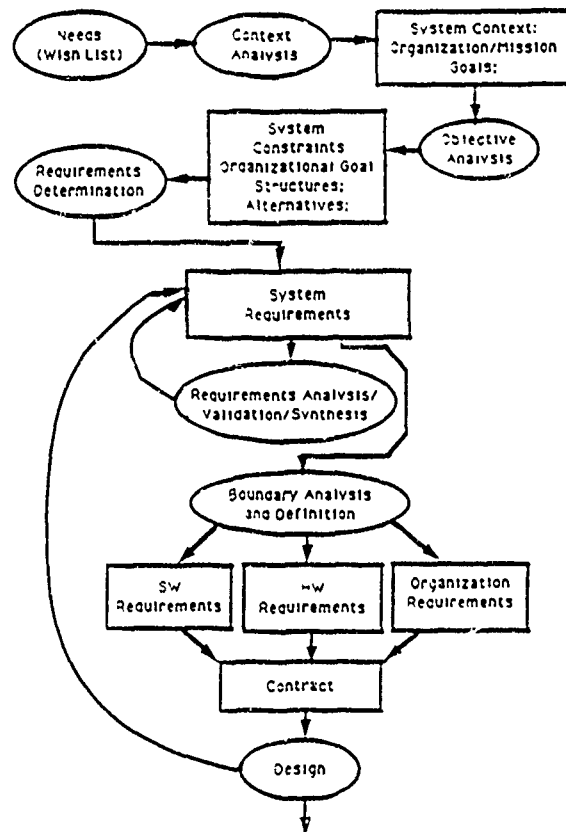 Needs
(Wish List)
Context
Analysis
System Context:
Organization/Mission
Goals;
Objective
Analysis
System
Constraints
Organizational Goal
Structures;
Alternatives;
Requirements
Determination
System
Requirements
Requirements Analysis/
Validation/Synthesis
Boundary Analysis
and Definition
SW
Requirements
HW
Requirements
Organization
Requirements
Contract
Design